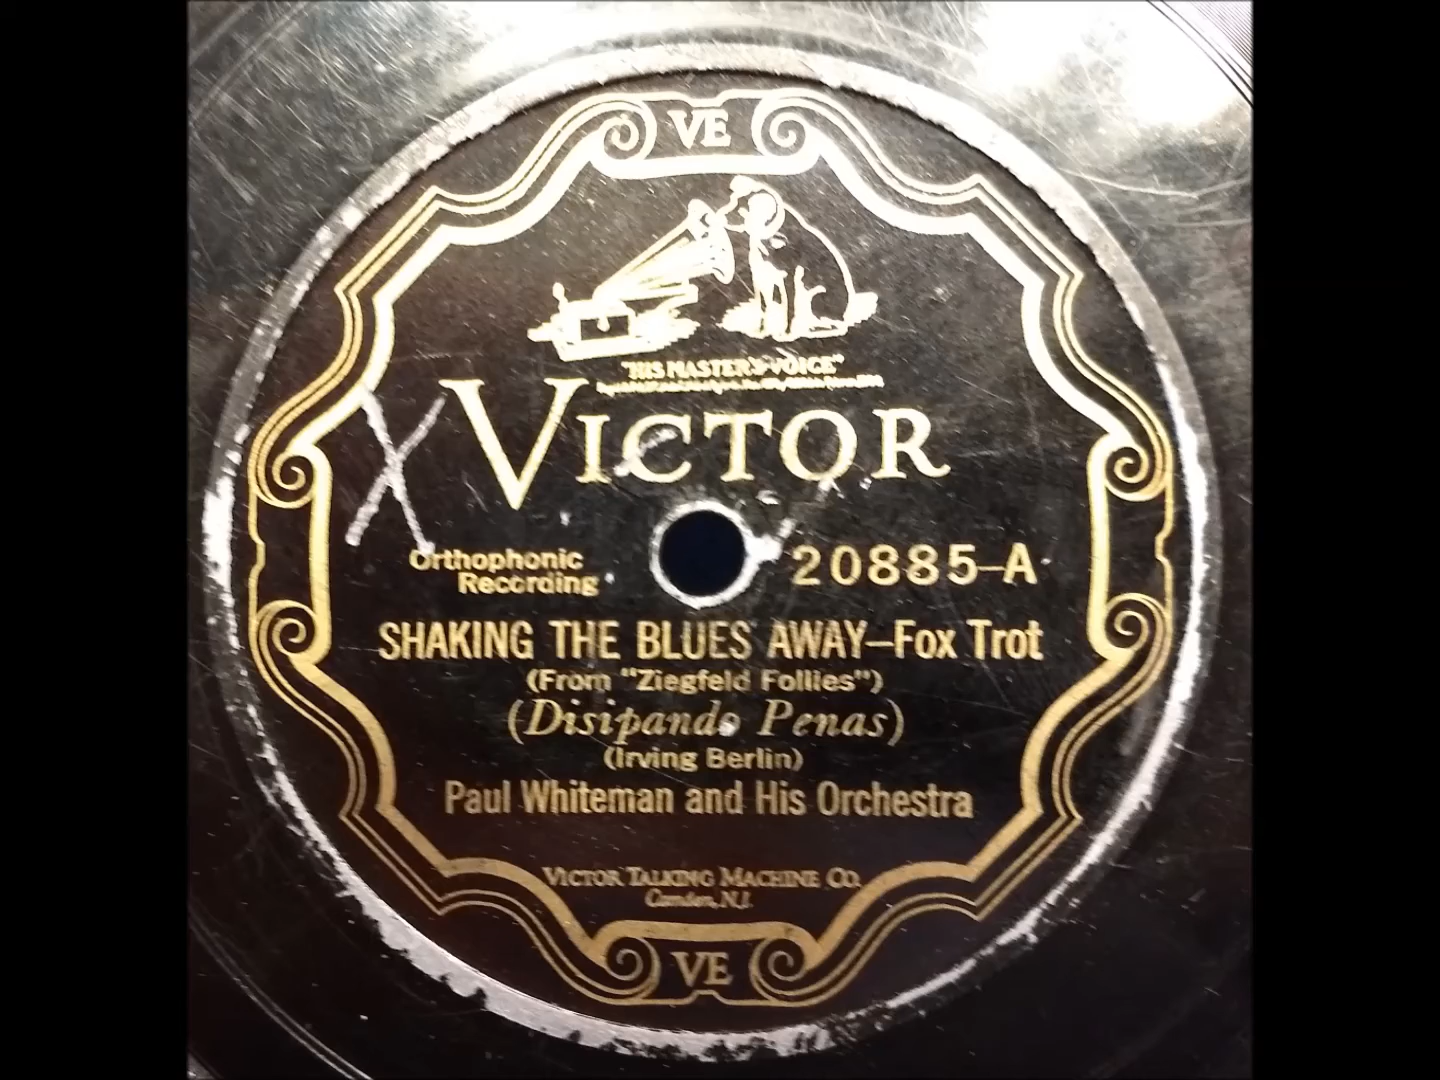 VE
"HIS MASTER'S VOICE"
VICTOR
X
Orthophonic
Recording
20885-A
SHAKING THE BLUES AWAY—Fox Trot
(From "Ziegfeld Follies")
(Disipando Penas)
(Irving Berlin)
Paul Whiteman and His Orchestra
VICTOR TALKING MACHINE CO.
Camden, N.J.
VE